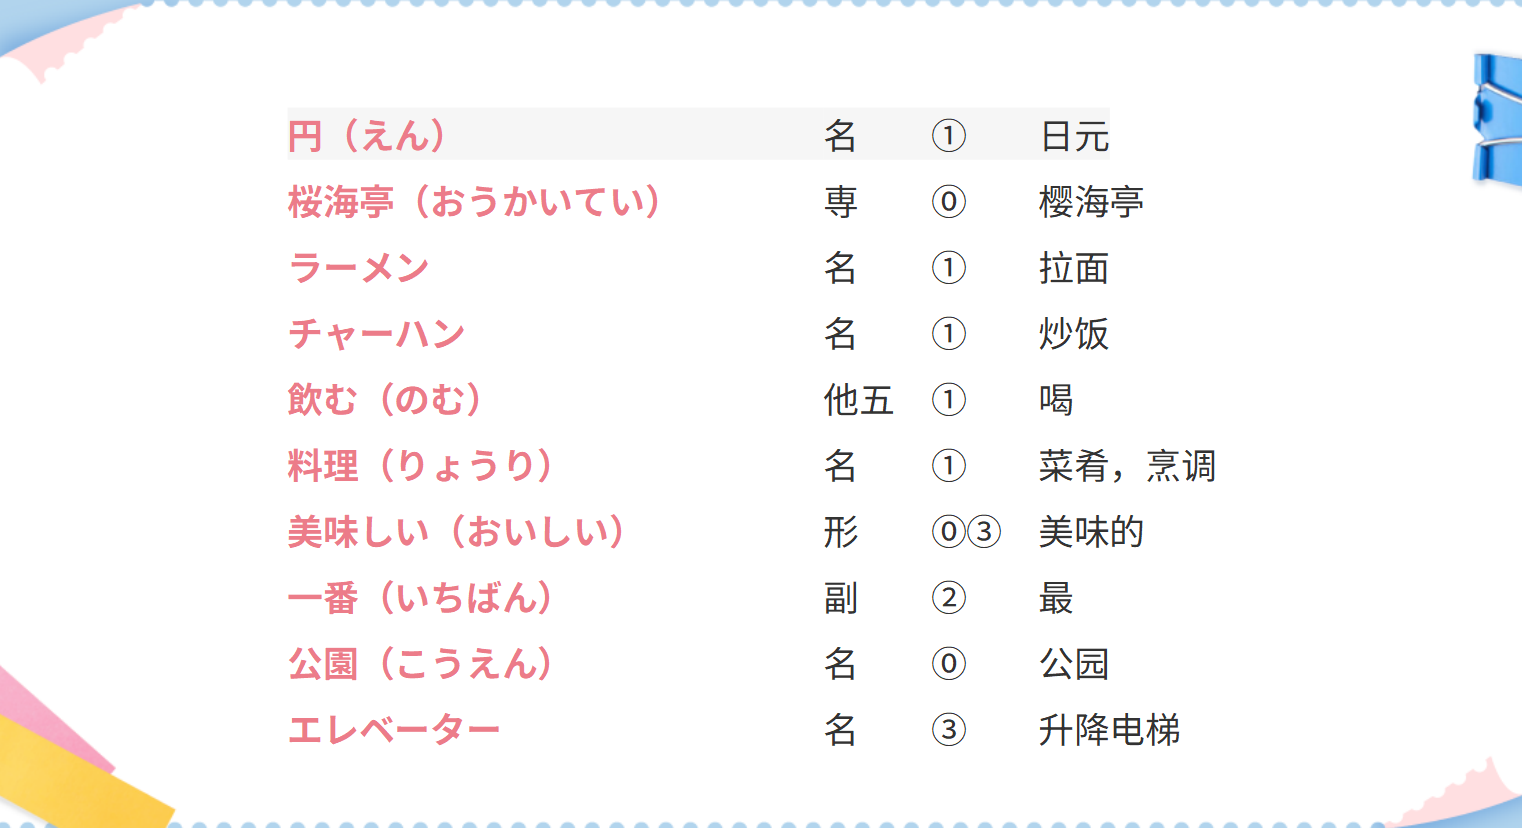 円（えん） 名 ① 日元
桜海亭（おうかいてい） 専 ⓪ 樱海亭
ラーメン 名 ① 拉面
チャーハン 名 ① 炒饭
飲む（のむ） 他五 ① 喝
料理（りょうり） 名 ① 菜肴，烹调
美味しい（おいしい） 形 ⓪③ 美味的
一番（いちばん） 副 ② 最
公園（こうえん） 名 ⓪ 公园
エレベーター 名 ③ 升降电梯